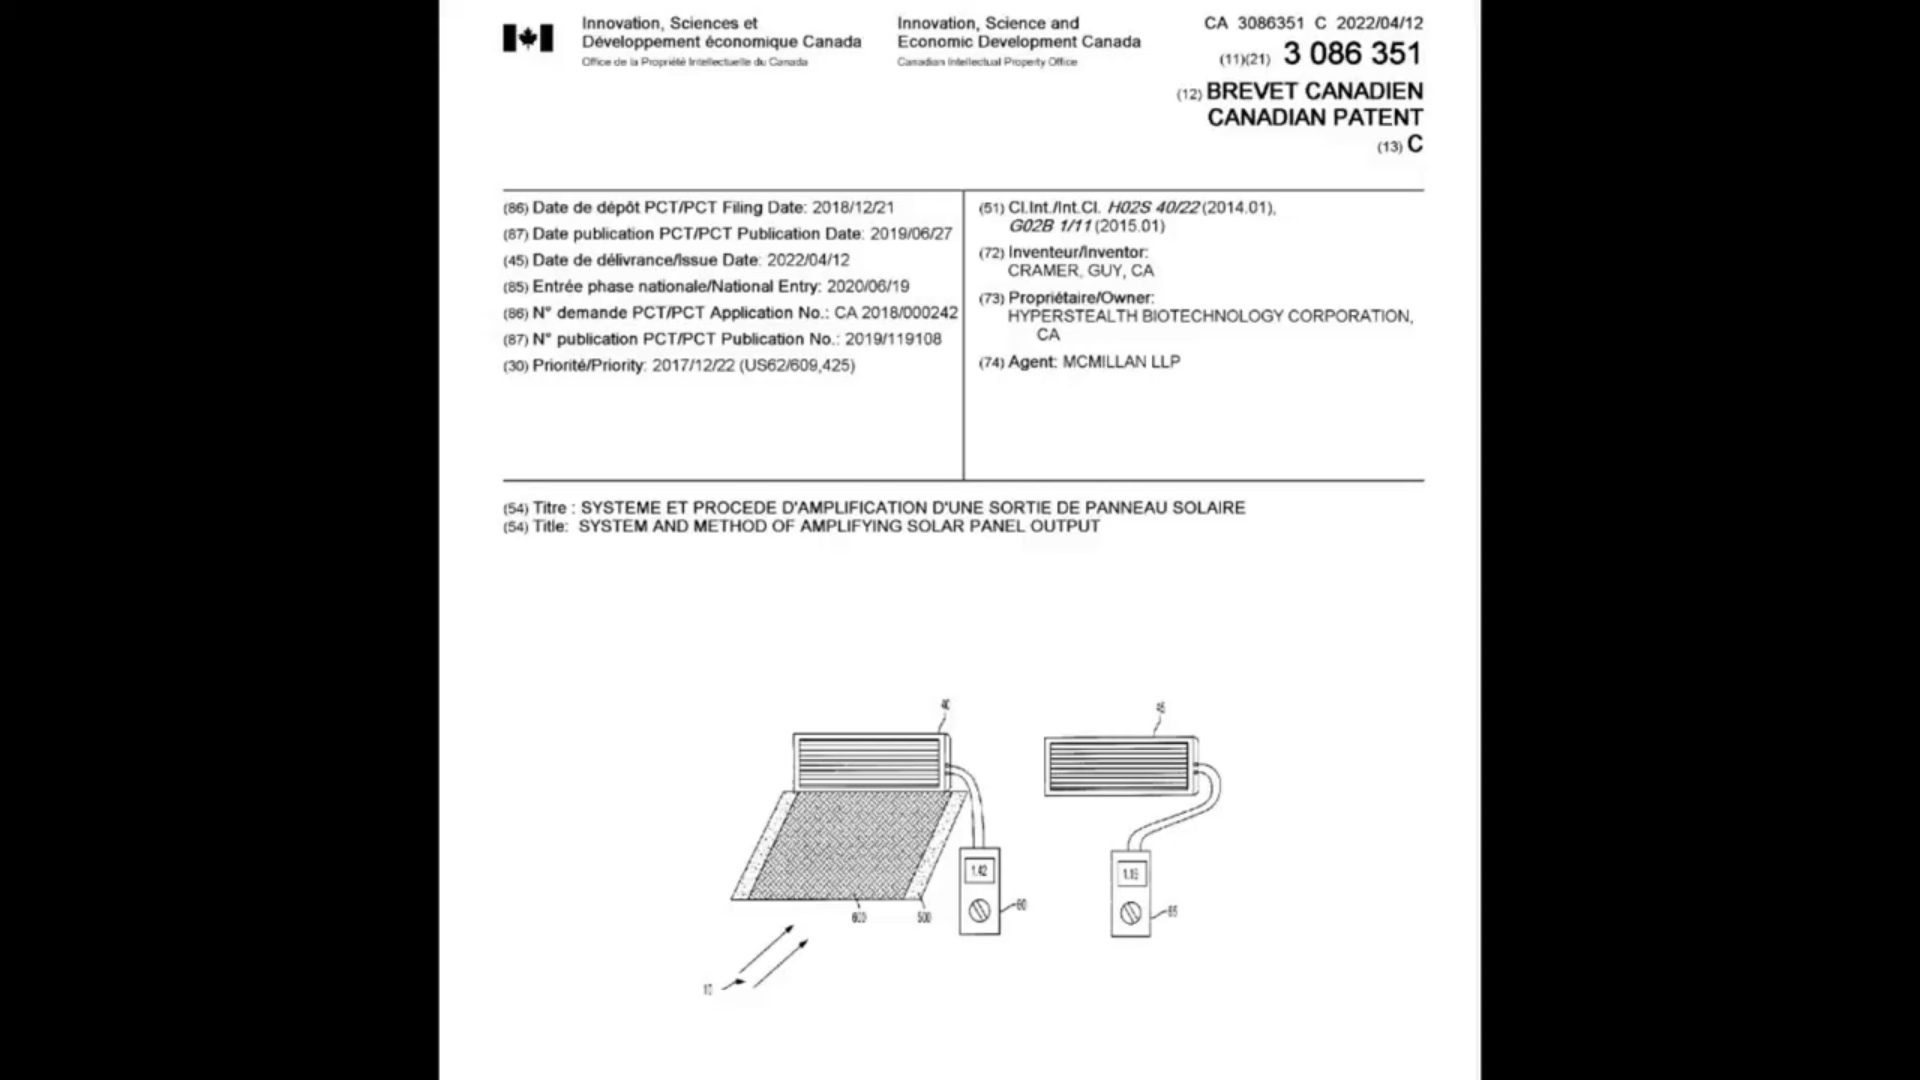 Innovation, Sciences et
Développement économique Canada
Office de la Propriété Intellectuelle du Canada
Innovation, Science and
Economic Development Canada
Canadian Intellectual Property Office
CA 3086351 C 2022/04/12
(11)(21) 3 086 351
(12) BREVET CANADIEN
CANADIAN PATENT
(13) C
(86) Date de dépôt PCT/PCT Filing Date: 2018/12/21
(87) Date publication PCT/PCT Publication Date: 2019/06/27
(45) Date de délivrance/Issue Date: 2022/04/12
(85) Entrée phase nationale/National Entry: 2020/06/19
(86) N° demande PCT/PCT Application No.: CA 2018/000242
(87) N° publication PCT/PCT Publication No.: 2019/119108
(30) Priorité/Priority: 2017/12/22 (US62/609,425)
(51) Cl.Int./Int.Cl. H02S 40/22 (2014.01),
G02B 1/11 (2015.01)
(72) Inventeur/Inventor:
CRAMER, GUY, CA
(73) Propriétaire/Owner:
HYPERSTEALTH BIOTECHNOLOGY CORPORATION,
CA
(74) Agent: MCMILLAN LLP
(54) Titre : SYSTEME ET PROCEDE D'AMPLIFICATION D'UNE SORTIE DE PANNEAU SOLAIRE
(54) Title: SYSTEM AND METHOD OF AMPLIFYING SOLAR PANEL OUTPUT
1.42
600
500
60
65
10